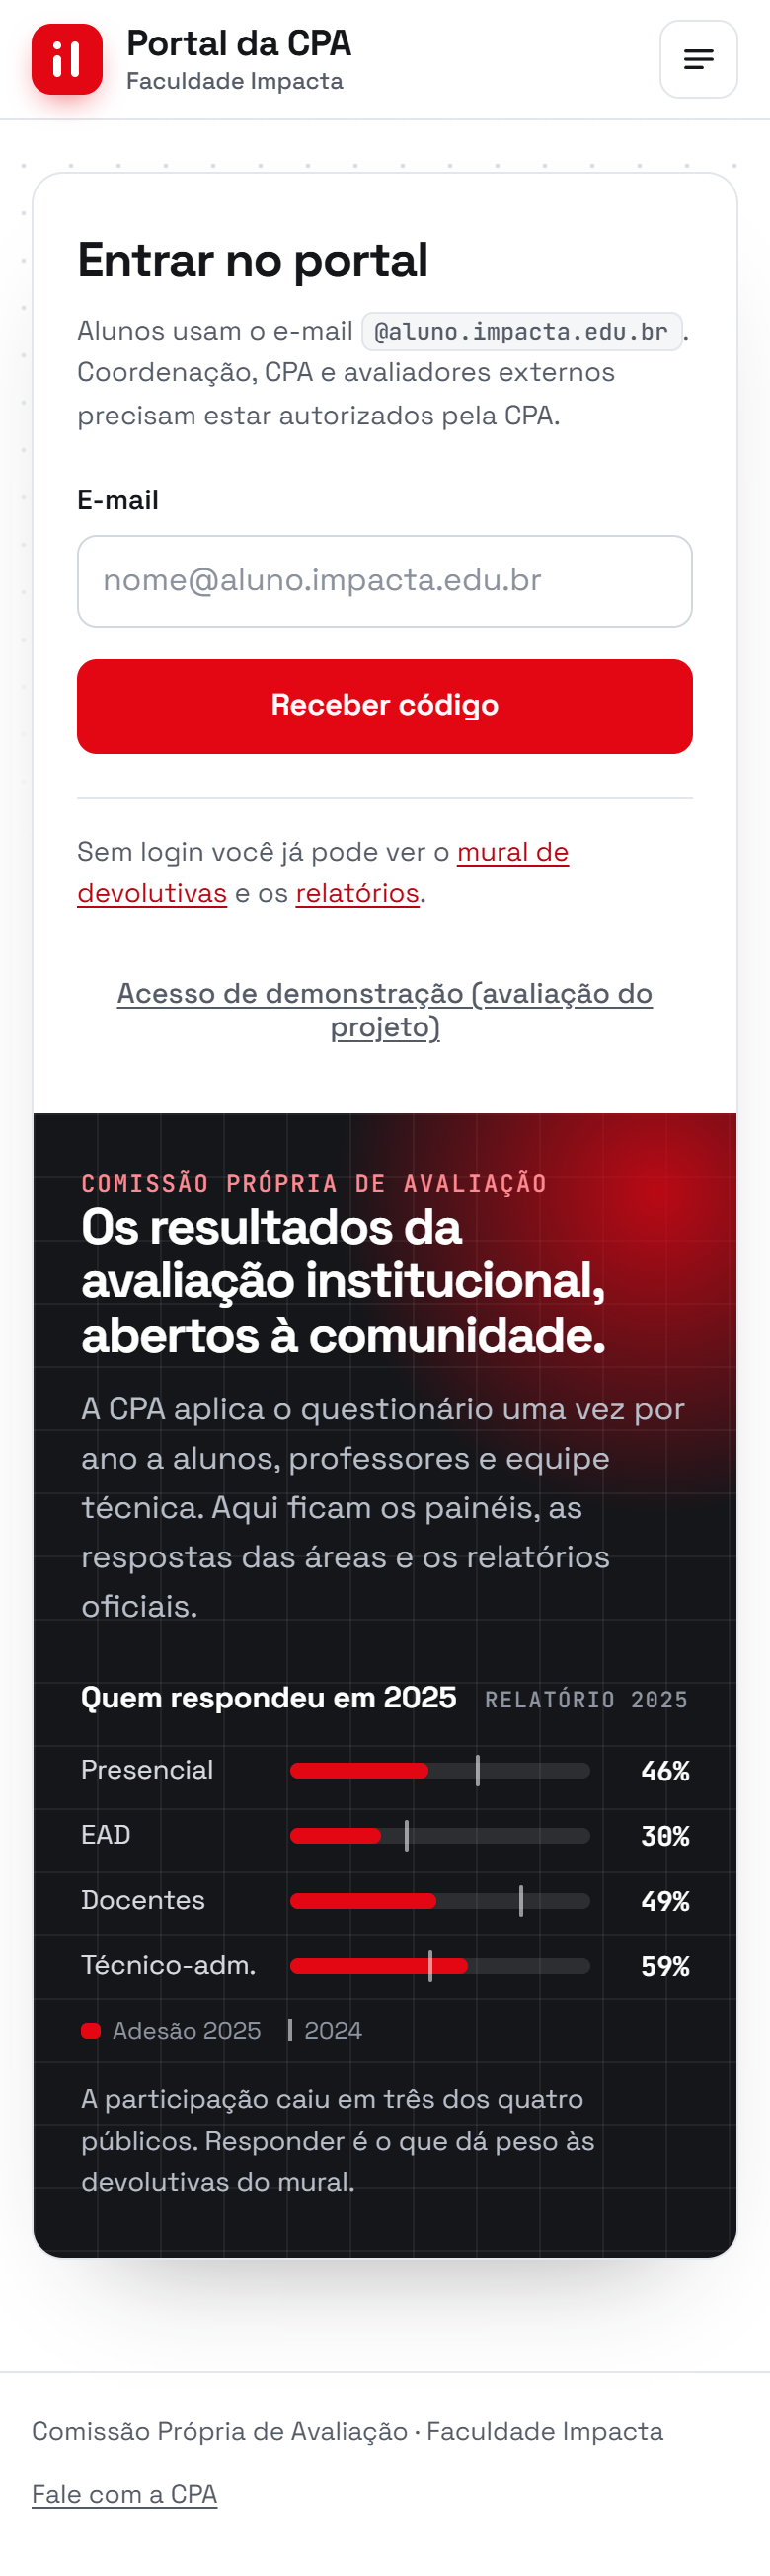 Portal da CPA
Faculdade Impacta
Entrar no portal
Alunos usam o e-mail @aluno.impacta.edu.br.
Coordenação, CPA e avaliadores externos
precisam estar autorizados pela CPA.
E-mail
nome@aluno.impacta.edu.br
Receber código
Sem login você já pode ver o mural de
devolutivas e os relatórios.
Acesso de demonstração (avaliação do
projeto)
COMISSÃO PRÓPRIA DE AVALIAÇÃO
Os resultados da
avaliação institucional,
abertos à comunidade.
A CPA aplica o questionário uma vez por
ano a alunos, professores e equipe
técnica. Aqui ficam os painéis, as
respostas das áreas e os relatórios
oficiais.
Quem respondeu em 2025 RELATÓRIO 2025
Presencial 46%
EAD 30%
Docentes 49%
Técnico-adm. 59%
Adesão 2025 2024
A participação caiu em três dos quatro
públicos. Responder é o que dá peso às
devolutivas do mural.
Comissão Própria de Avaliação · Faculdade Impacta
Fale com a CPA